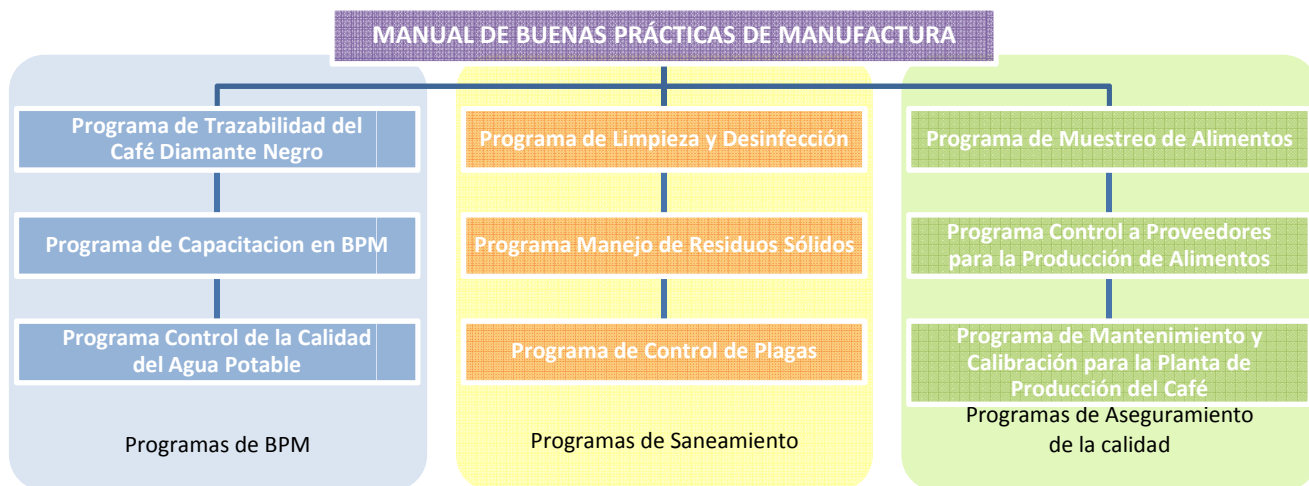 MANUAL DE BUENAS PRÁCTICAS DE MANUFACTURA
Programa de Trazabilidad del
Café Diamante Negro
Programa de Capacitacion en BPM
Programa Control de la Calidad
del Agua Potable
Programas de BPM
Programa de Limpieza y Desinfección
Programa Manejo de Residuos Sólidos
Programa de Control de Plagas
Programas de Saneamiento
Programa de Muestreo de Alimentos
Programa Control a Proveedores
para la Producción de Alimentos
Programa de Mantenimiento y
Calibración para la Planta de
Producción del Café
Programas de Aseguramiento
de la calidad